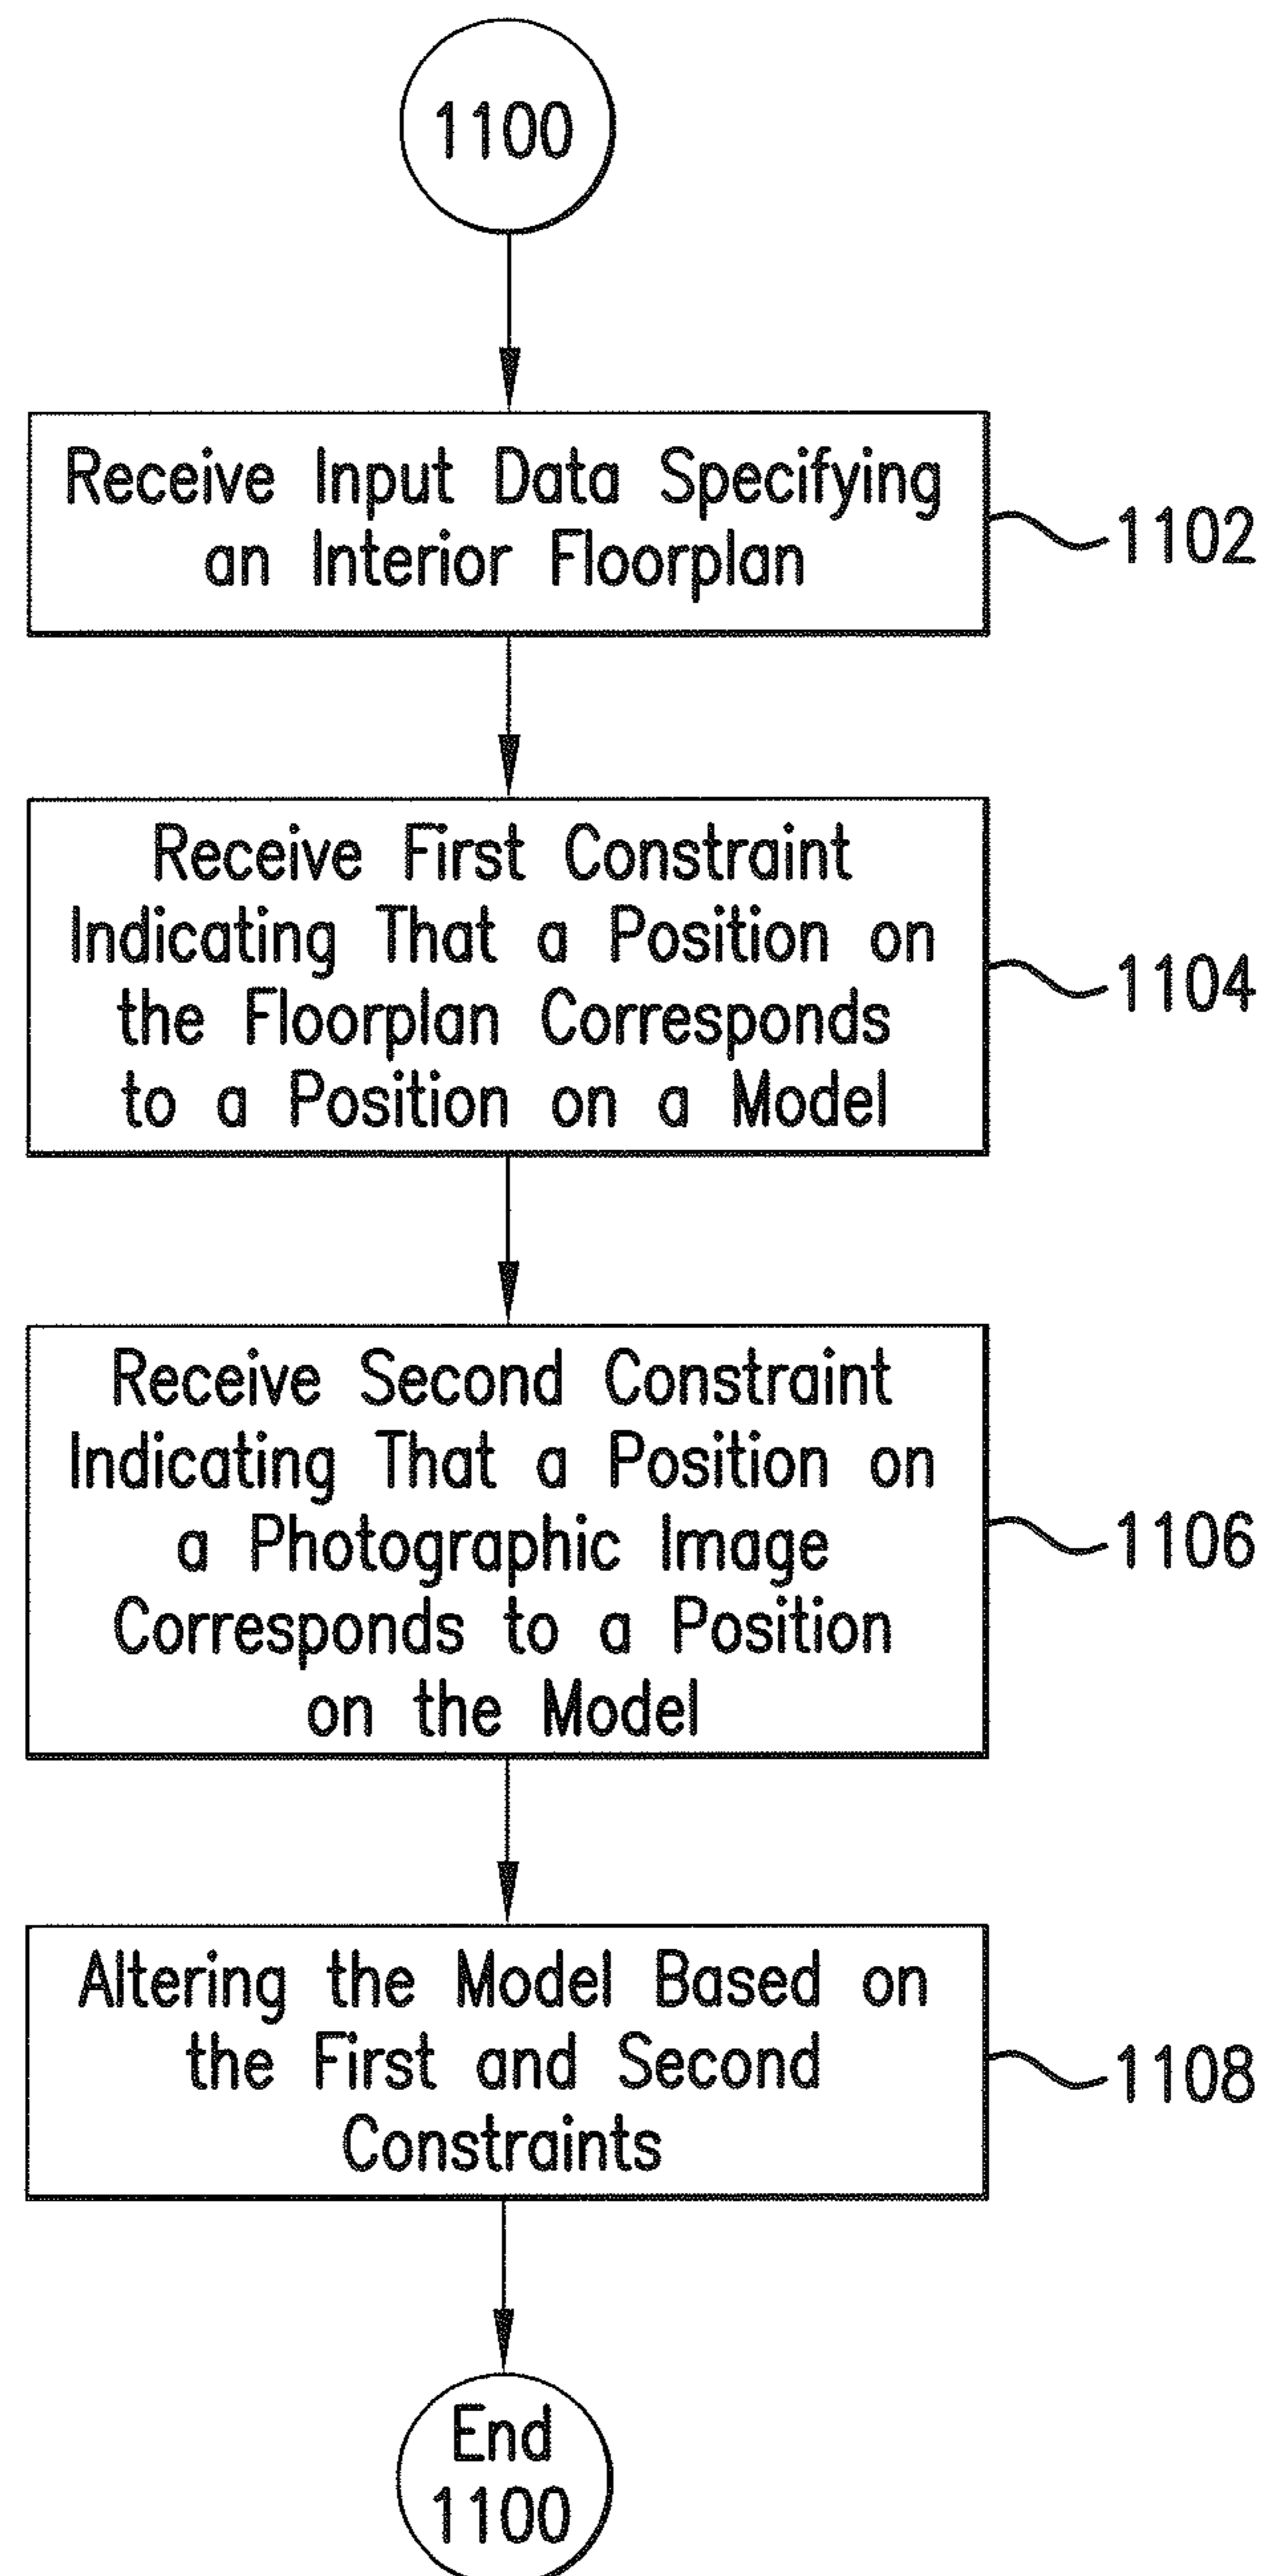 1100
Receive Input Data Specifying
an Interior Floorplan
1102
Receive First Constraint
Indicating That a Position on
the Floorplan Corresponds
to a Position on a Model
1104
Receive Second Constraint
Indicating That a Position on
a Photographic Image
Corresponds to a Position
on the Model
1106
Altering the Model Based on
the First and Second
Constraints
1108
End
1100